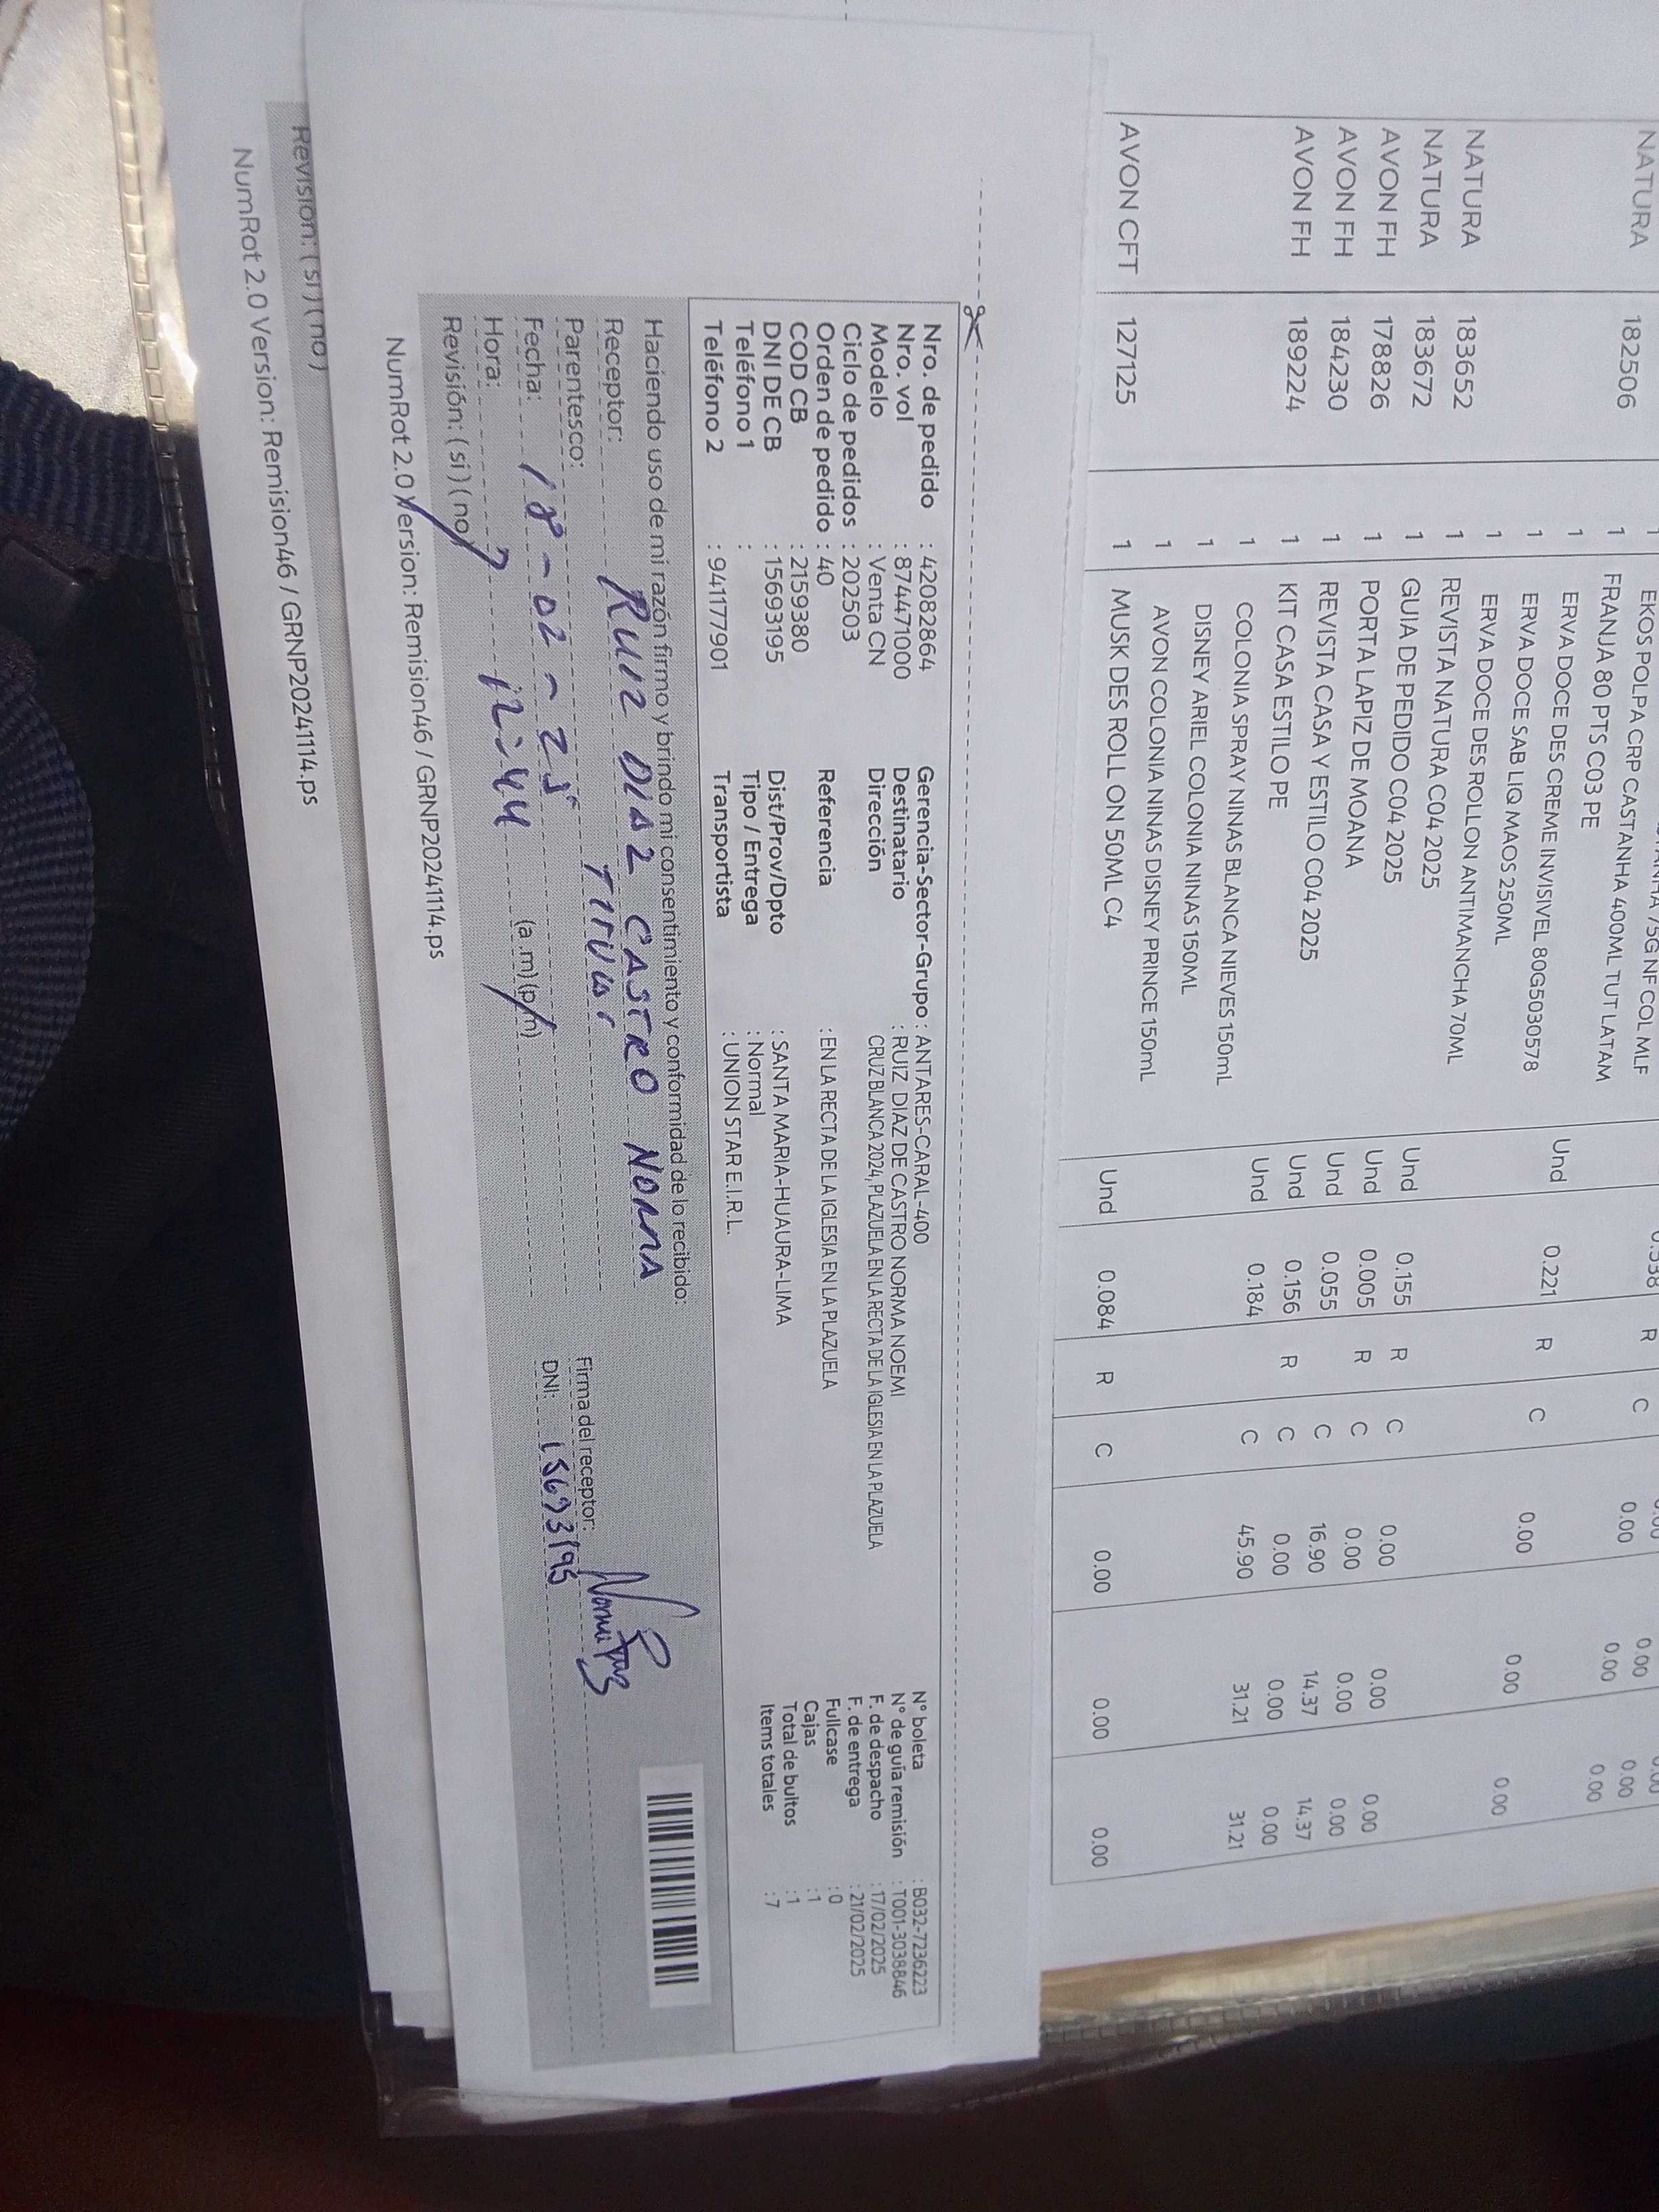 NATURA 182506 1 EKOS POLPA CRP CASTANHA 75G NF COL MLF R C 0.00 0.00
1 FRANJA 80 PTS C03 PE CASTANHA 400ML TUT LATAM 0.00 0.00 0.00
1 ERVA DOCE DES CREME INVISIVEL 80G5030578 Und 0.221 R C 0.00 0.00 0.00
1 ERVA DOCE SAB LIQ MAOS 250ML
1 ERVA DOCE DES ROLLON ANTIMANCHA 70ML
NATURA 183652 1 REVISTA NATURA C04 2025
NATURA 183672 1 GUIA DE PEDIDO C04 2025 Und 0.155 R C 0.00 0.00 0.00
AVON FH 178826 1 PORTA LAPIZ DE MOANA Und 0.005 R C 0.00 0.00 0.00
AVON FH 184230 1 REVISTA CASA Y ESTILO C04 2025 Und 0.055 C 16.90 14.37 14.37
AVON FH 189224 1 KIT CASA ESTILO PE Und 0.156 R C 0.00 0.00 0.00
1 COLONIA SPRAY NINAS BLANCA NIEVES 150mL Und 0.184 C 45.90 31.21 31.21
1 DISNEY ARIEL COLONIA NINAS 150ML
1 AVON COLONIA NINAS DISNEY PRINCE 150mL
AVON CFT 127125 1 MUSK DES ROLL ON 50ML C4 Und 0.084 R C 0.00 0.00 0.00
Nro. de pedido : 42082864 Gerencia-Sector-Grupo : ANTARES-CARAL-400 N° boleta : B032-7236223
Nro. vol : 874471000 Destinatario : RUIZ DIAZ DE CASTRO NORMA NOEMI N° de guía remisión : T001-3038846
Modelo : Venta CN Dirección CRUZ BLANCA 2024, PLAZUELA EN LA RECTA DE LA IGLESIA EN LA PLAZUELA F. de despacho : 17/02/2025
Ciclo de pedidos : 202503 F. de entrega : 21/02/2025
Orden de pedido : 40 Referencia : EN LA RECTA DE LA IGLESIA EN LA PLAZUELA Fullcase : 0
COD CB : 2159380 Cajas : 1
DNI DE CB : 15693195 Dist/Prov/Dpto : SANTA MARIA-HUAURA-LIMA Total de bultos : 1
Teléfono 1 : Tipo / Entrega : Normal Items totales : 7
Teléfono 2 : 941177901 Transportista : UNION STAR E.I.R.L.
Haciendo uso de mi razón firmo y brindo mi consentimiento y conformidad de lo recibido:
Receptor: RUIZ DIAZ CASTRO NORMA
Parentesco: Firma del receptor:
Fecha: 18-02-25 DNI: 15693195
Hora: 12:44 (a.m)(p.m)
Revisión: (si)(no)
NumRot 2.0 Version: Remision46 / GRNP20241114.ps
Revisión: (si)(no)
NumRot 2.0 Version: Remision46 / GRNP20241114.ps